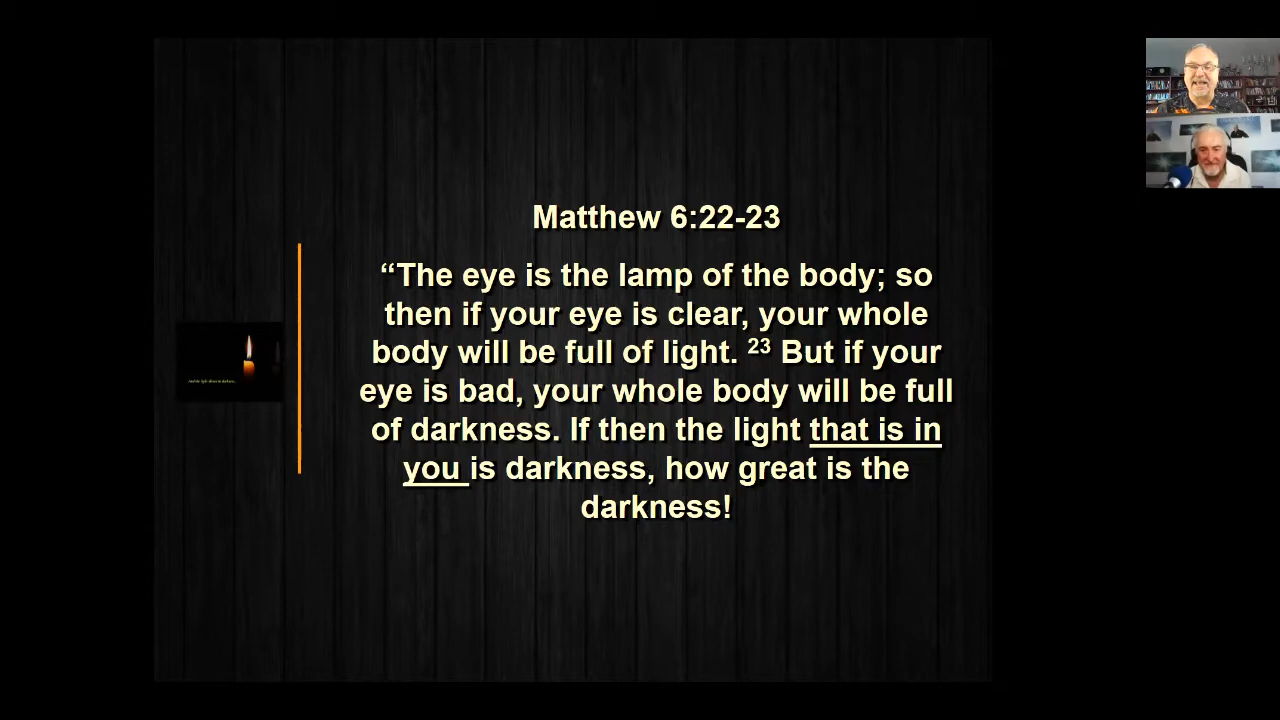 Matthew 6:22-23
“The eye is the lamp of the body; so
then if your eye is clear, your whole
body will be full of light. ²³ But if your
eye is bad, your whole body will be full
of darkness. If then the light that is in
you is darkness, how great is the
darkness!